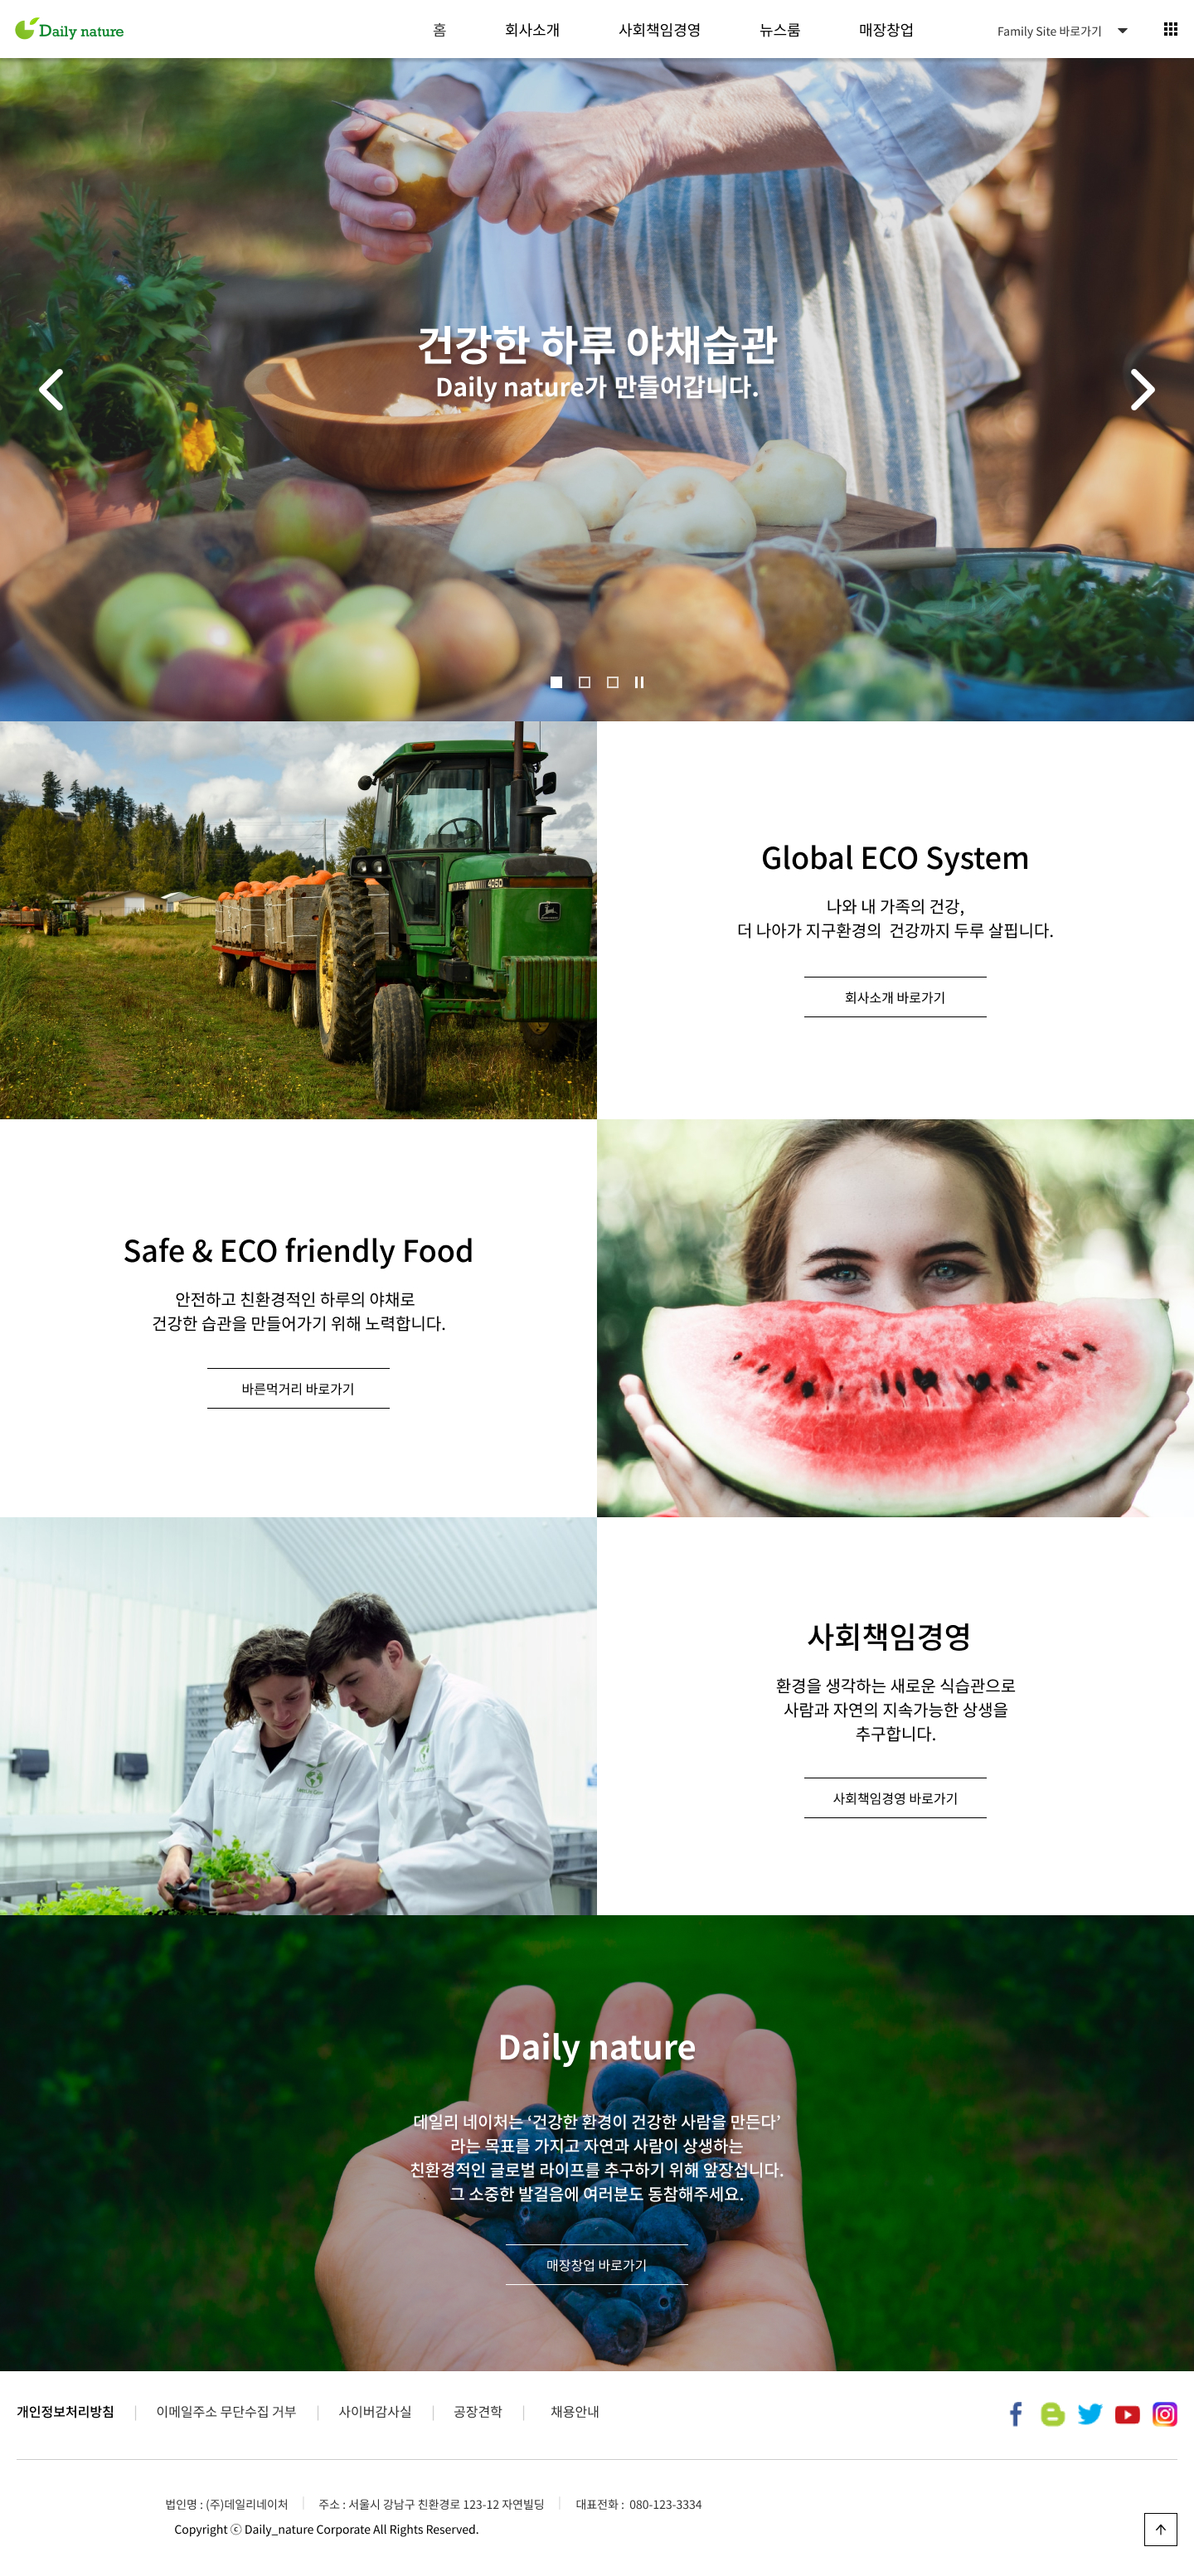 Daily nature
홈 회사소개 사회책임경영 뉴스룸 매장창업 Family Site 바로가기
건강한 하루 야채습관
Daily nature가 만들어갑니다.
4050
Global ECO System
나와 내 가족의 건강,
더 나아가 지구환경의 건강까지 두루 살핍니다.
회사소개 바로가기
Safe & ECO friendly Food
안전하고 친환경적인 하루의 야채로
건강한 습관을 만들어가기 위해 노력합니다.
바른먹거리 바로가기
사회책임경영
환경을 생각하는 새로운 식습관으로
사람과 자연의 지속가능한 상생을
추구합니다.
사회책임경영 바로가기
Daily nature
데일리 네이처는 ‘건강한 환경이 건강한 사람을 만든다’
라는 목표를 가지고 자연과 사람이 상생하는
친환경적인 글로벌 라이프를 추구하기 위해 앞장섭니다.
그 소중한 발걸음에 여러분도 동참해주세요.
매장창업 바로가기
개인정보처리방침 | 이메일주소 무단수집 거부 | 사이버감사실 | 공장견학 | 채용안내
법인명 : (주)데일리네이처 | 주소 : 서울시 강남구 친환경로 123-12 자연빌딩 | 대표전화 : 080-123-3334
Copyright ⓒ Daily_nature Corporate All Rights Reserved.